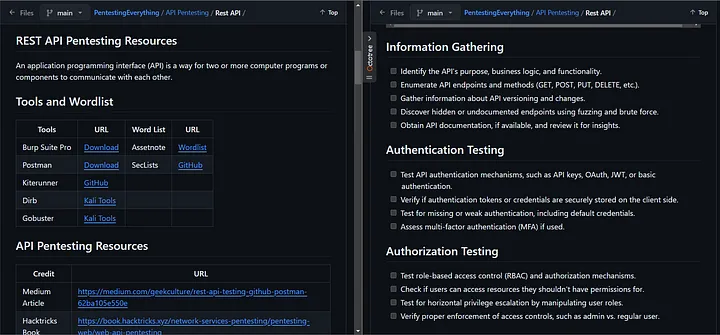 ← Files main PentestingEverything / API Pentesting / Rest API / ↑ Top
REST API Pentesting Resources
An application programming interface (API) is a way for two or more computer programs or
components to communicate with each other.
Tools and Wordlist
Tools URL Word List URL
Burp Suite Pro Download Assetnote Wordlist
Postman Download SecLists GitHub
Kiterunner GitHub
Dirb Kali Tools
Gobuster Kali Tools
API Pentesting Resources
Credit URL
Medium
Article
https://medium.com/geekculture/rest-api-testing-github-postman-
62ba105e550e
Hacktricks
Book
https://book.hacktricks.xyz/network-services-pentesting/pentesting-
web/web-api-pentesting
← Files main PentestingEverything / API Pentesting / Rest API / ↑ Top
Octotree
Information Gathering
Identify the API's purpose, business logic, and functionality.
Enumerate API endpoints and methods (GET, POST, PUT, DELETE, etc.).
Gather information about API versioning and changes.
Discover hidden or undocumented endpoints using fuzzing and brute force.
Obtain API documentation, if available, and review it for insights.
Authentication Testing
Test API authentication mechanisms, such as API keys, OAuth, JWT, or basic
authentication.
Verify if authentication tokens or credentials are securely stored on the client side.
Test for missing or weak authentication, including default credentials.
Assess multi-factor authentication (MFA) if used.
Authorization Testing
Test role-based access control (RBAC) and authorization mechanisms.
Check if users can access resources they shouldn't have permissions for.
Test for horizontal privilege escalation by manipulating user roles.
Verify proper enforcement of access controls, such as admin vs. regular user.